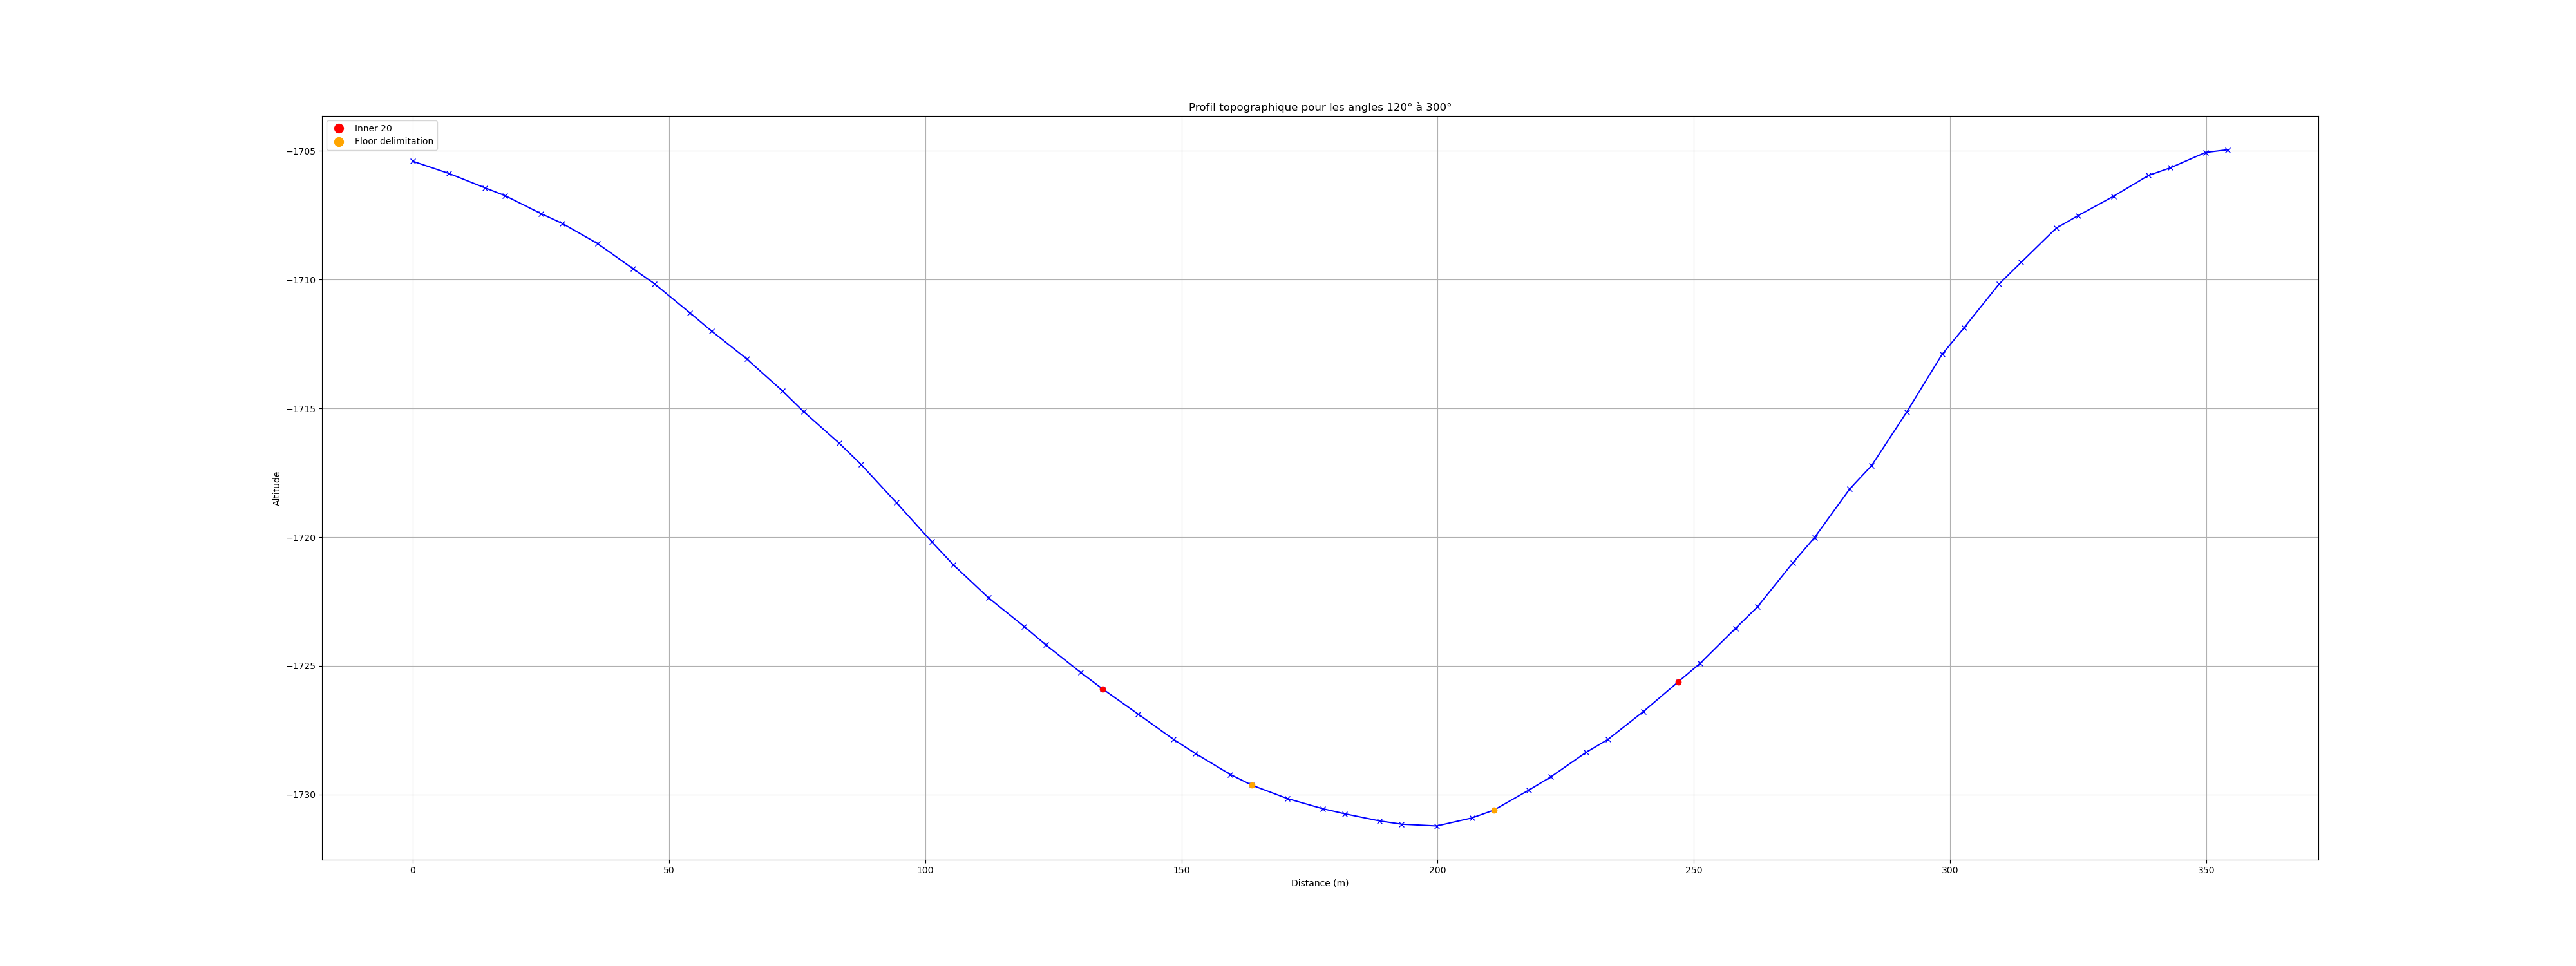 Profil topographique pour les angles 120° à 300°
Inner 20
Floor delimitation
−1705
−1710
−1715
−1720
−1725
−1730
Altitude
0 50 100 150 200 250 300 350
Distance (m)